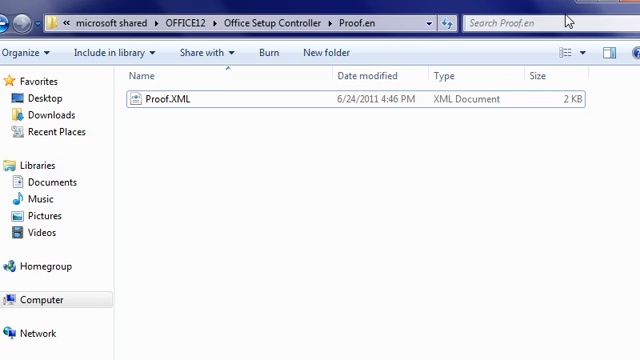 microsoft shared ▸ OFFICE12 ▸ Office Setup Controller ▸ Proof.en
Search Proof.en
Organize Include in library Share with Burn New folder
Name Date modified Type Size
Proof.XML 6/24/2011 4:46 PM XML Document 2 KB
Favorites
Desktop
Downloads
Recent Places
Libraries
Documents
Music
Pictures
Videos
Homegroup
Computer
Network